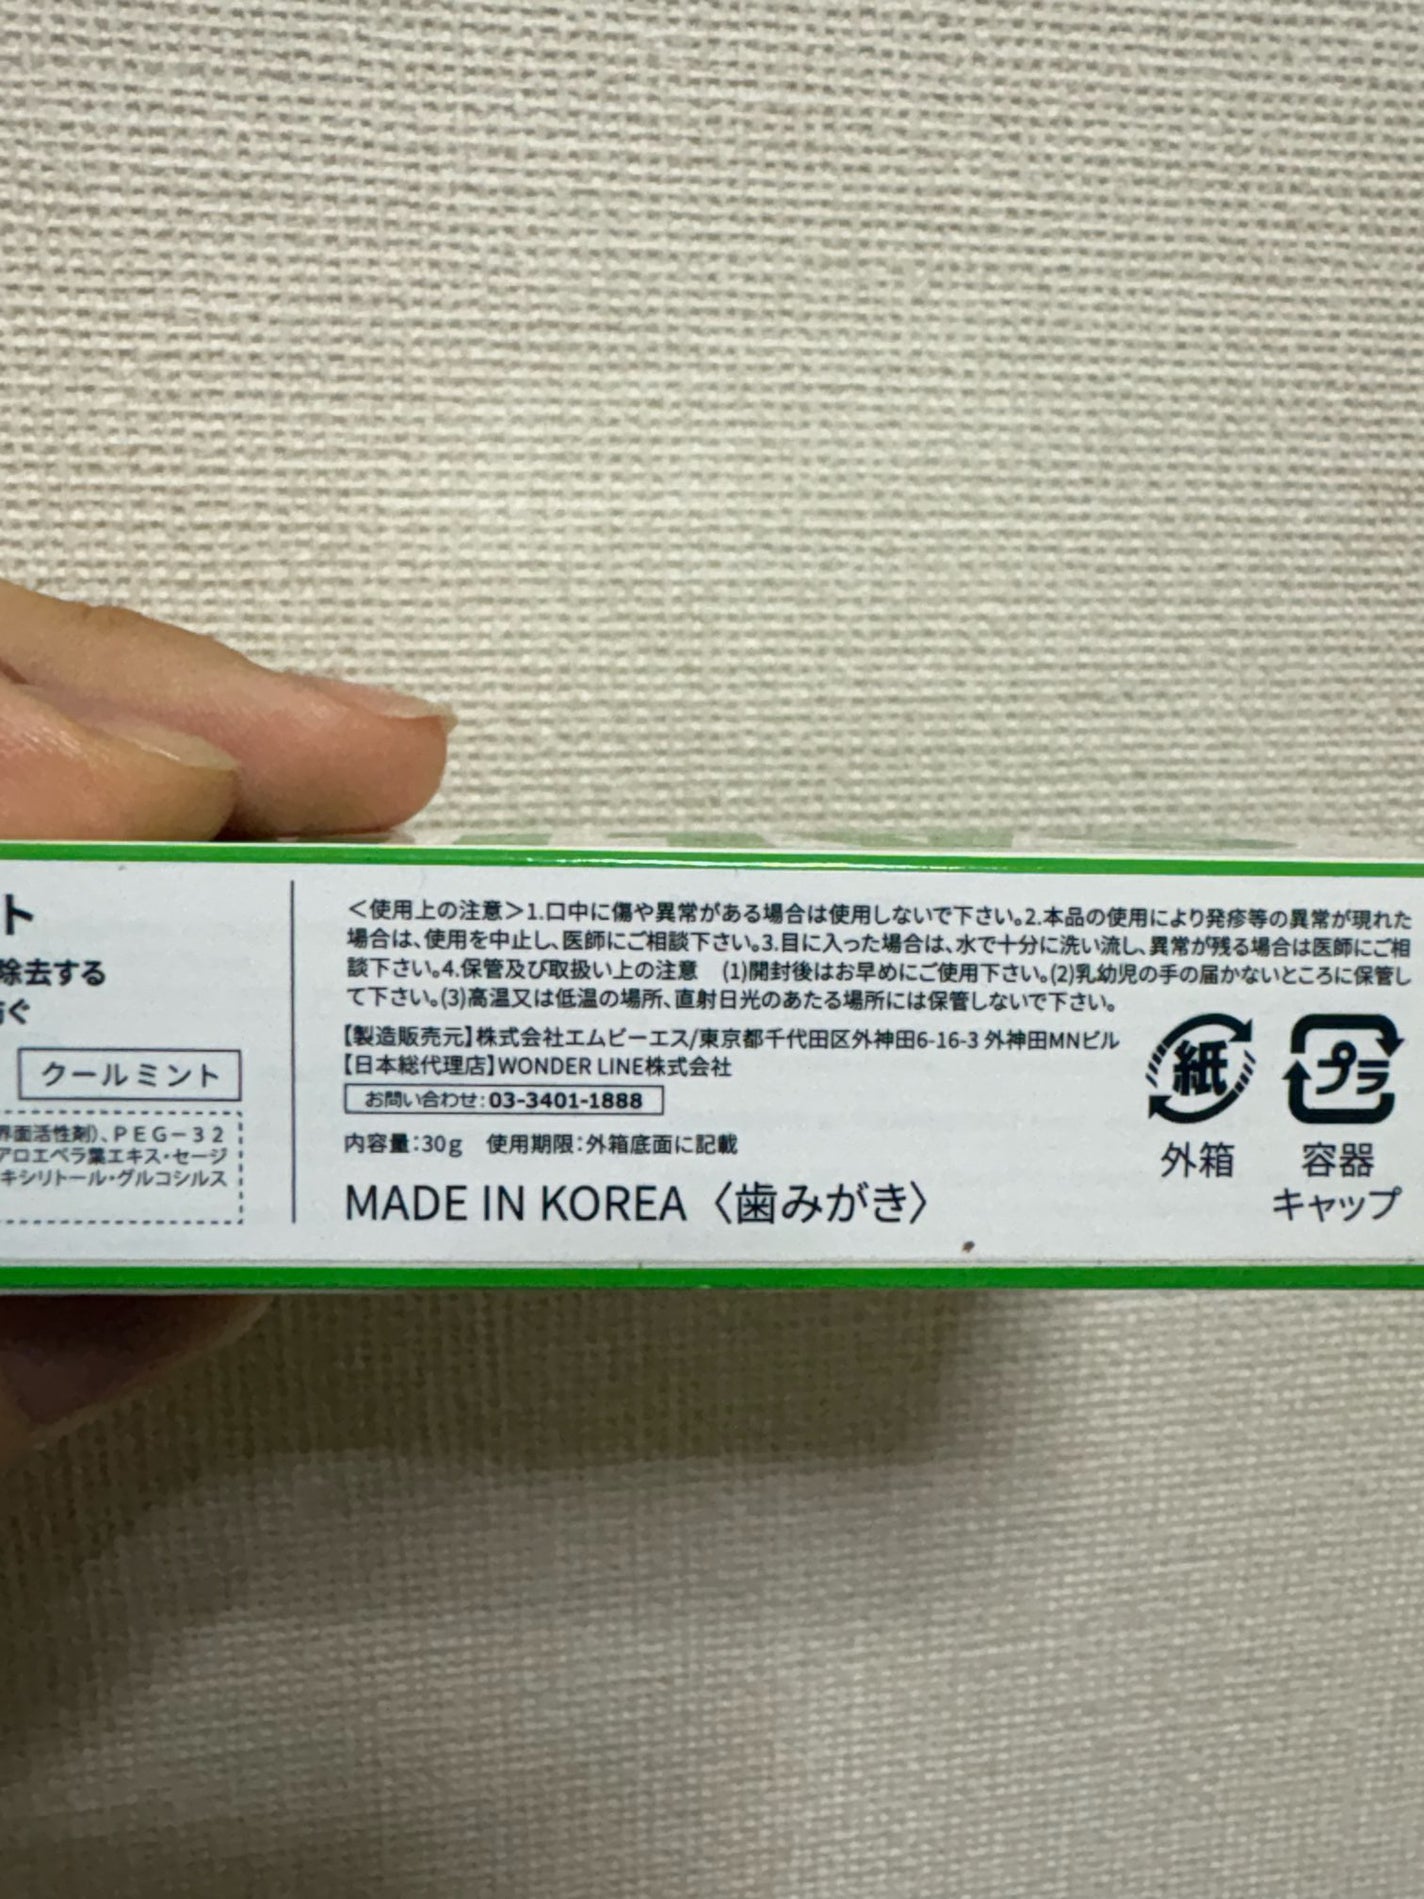 ト
除去する
ぐ
クールミント
界面活性剤)、PEG－32
アロエベラ葉エキス・セージ
キシリトール・グルコシルス
＜使用上の注意＞1.口中に傷や異常がある場合は使用しないで下さい。2.本品の使用により発疹等の異常が現れた
場合は、使用を中止し、医師にご相談下さい。3.目に入った場合は、水で十分に洗い流し、異常が残る場合は医師にご相
談下さい。4.保管及び取扱い上の注意　(1)開封後はお早めにご使用下さい。(2)乳幼児の手の届かないところに保管し
て下さい。(3)高温又は低温の場所、直射日光のあたる場所には保管しないで下さい。
【製造販売元】株式会社エムビーエス/東京都千代田区外神田6-16-3 外神田MNビル
【日本総代理店】WONDER LINE株式会社
お問い合わせ：03-3401-1888
内容量：30g　使用期限：外箱底面に記載
MADE IN KOREA〈歯みがき〉
紙
外箱
プラ
容器
キャップ